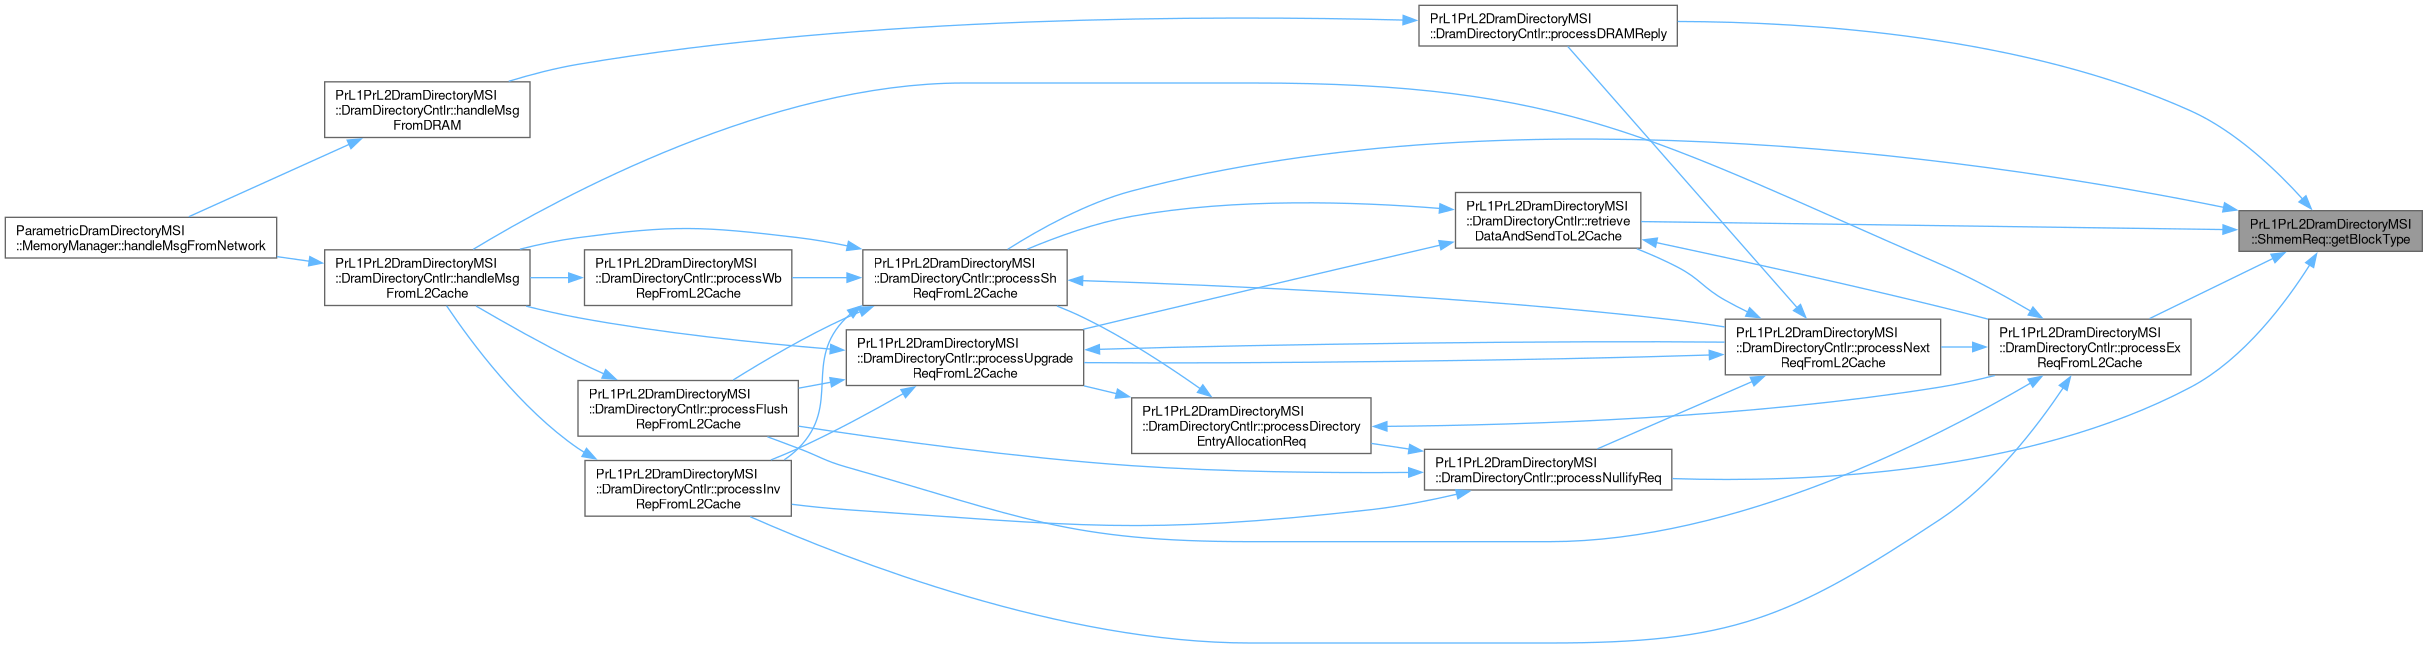 PrL1PrL2DramDirectoryMSI
::DramDirectoryCntlr::processDRAMReply
PrL1PrL2DramDirectoryMSI
::DramDirectoryCntlr::handleMsg
FromDRAM
ParametricDramDirectoryMSI
::MemoryManager::handleMsgFromNetwork
PrL1PrL2DramDirectoryMSI
::DramDirectoryCntlr::handleMsg
FromL2Cache
PrL1PrL2DramDirectoryMSI
::DramDirectoryCntlr::processWb
RepFromL2Cache
PrL1PrL2DramDirectoryMSI
::DramDirectoryCntlr::processSh
ReqFromL2Cache
PrL1PrL2DramDirectoryMSI
::DramDirectoryCntlr::retrieve
DataAndSendToL2Cache
PrL1PrL2DramDirectoryMSI
::ShmemReq::getBlockType
PrL1PrL2DramDirectoryMSI
::DramDirectoryCntlr::processUpgrade
ReqFromL2Cache
PrL1PrL2DramDirectoryMSI
::DramDirectoryCntlr::processNext
ReqFromL2Cache
PrL1PrL2DramDirectoryMSI
::DramDirectoryCntlr::processEx
ReqFromL2Cache
PrL1PrL2DramDirectoryMSI
::DramDirectoryCntlr::processFlush
RepFromL2Cache
PrL1PrL2DramDirectoryMSI
::DramDirectoryCntlr::processDirectory
EntryAllocationReq
PrL1PrL2DramDirectoryMSI
::DramDirectoryCntlr::processNullifyReq
PrL1PrL2DramDirectoryMSI
::DramDirectoryCntlr::processInv
RepFromL2Cache